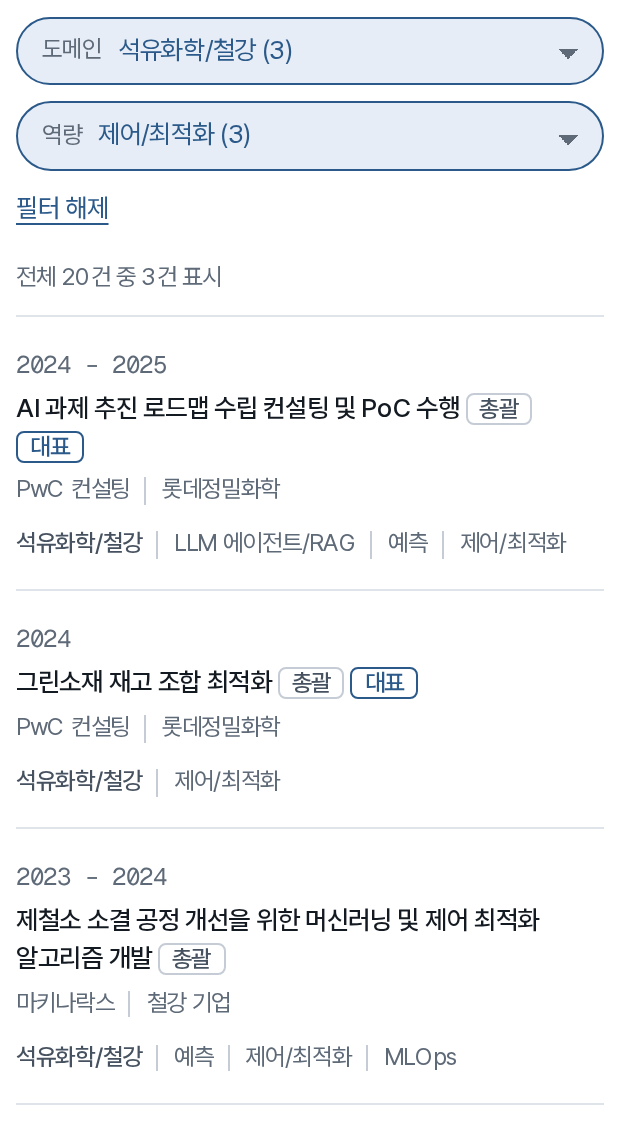 도메인 석유화학/철강 (3)
역량 제어/최적화 (3)
필터 해제
전체 20건 중 3건 표시
2024 – 2025
AI 과제 추진 로드맵 수립 컨설팅 및 PoC 수행 총괄
대표
PwC 컨설팅 롯데정밀화학
석유화학/철강 LLM 에이전트/RAG 예측 제어/최적화
2024
그린소재 재고 조합 최적화 총괄 대표
PwC 컨설팅 롯데정밀화학
석유화학/철강 제어/최적화
2023 – 2024
제철소 소결 공정 개선을 위한 머신러닝 및 제어 최적화
알고리즘 개발 총괄
마키나락스 철강 기업
석유화학/철강 예측 제어/최적화 MLOps